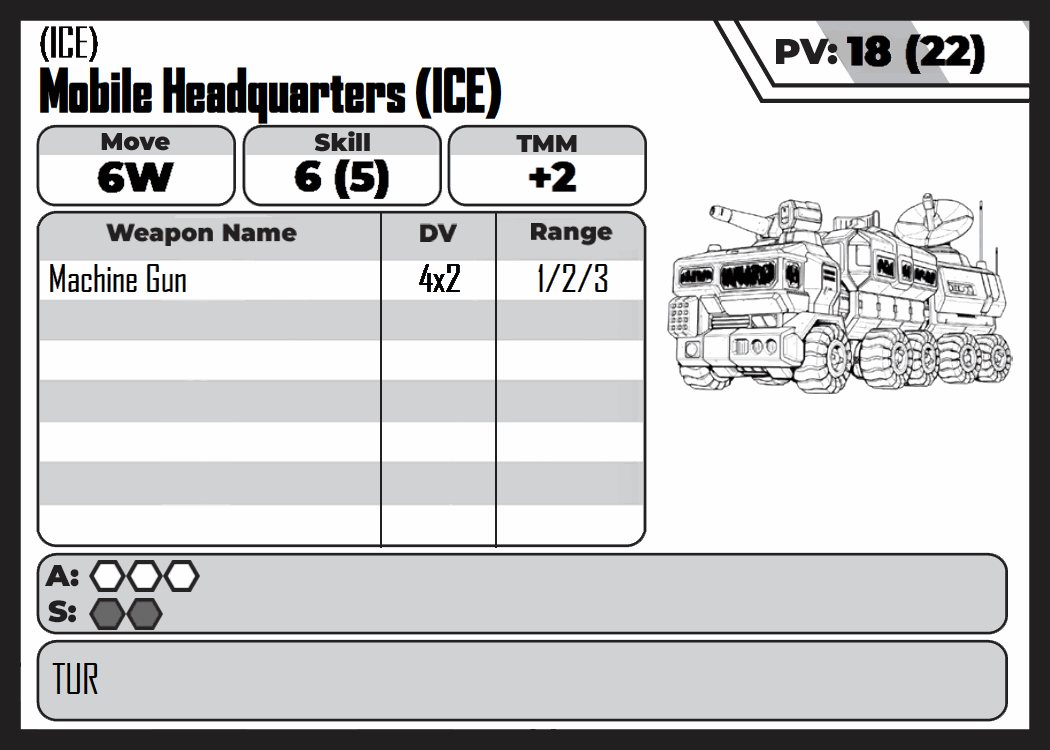 (ICE)
Mobile Headquarters (ICE)
PV: 18 (22)
Move
6W
Skill
6 (5)
TMM
+2
Weapon Name DV Range
Machine Gun 4x2 1/2/3
A:
S:
TUR